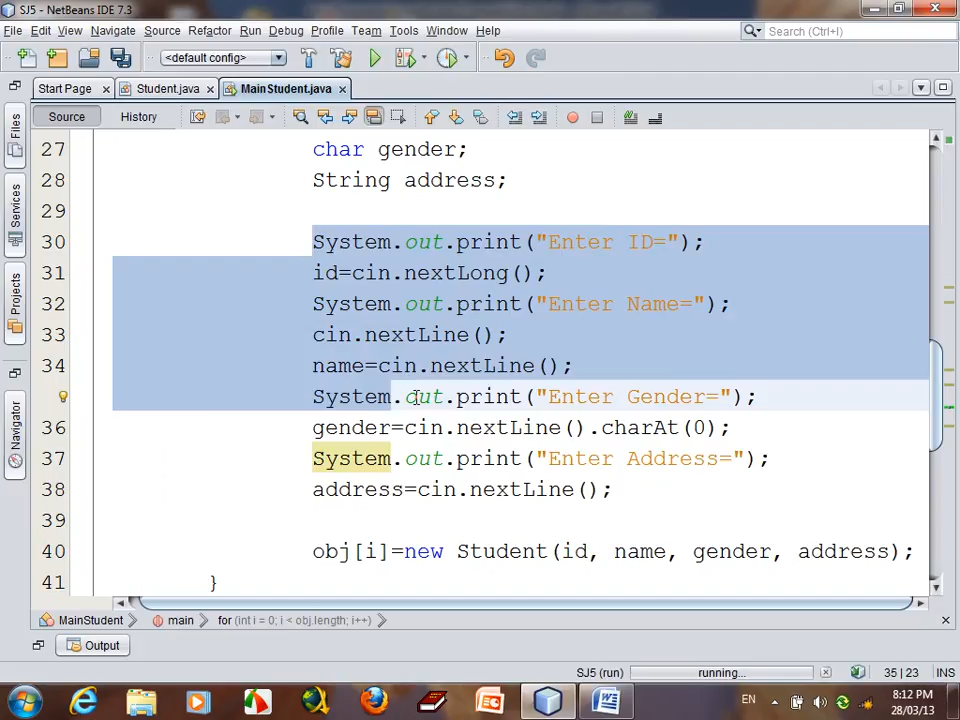 SJ5 - NetBeans IDE 7.3
File Edit View Navigate Source Refactor Run Debug Profile Team Tools Window Help
Search (Ctrl+I)
<default config>
Start Page Student.java MainStudent.java
Source History
Files
Services
Projects
Navigator
27 char gender;
28 String address;
29
30 System.out.print("Enter ID=");
31 id=cin.nextLong();
32 System.out.print("Enter Name=");
33 cin.nextLine();
34 name=cin.nextLine();
System.out.print("Enter Gender=");
36 gender=cin.nextLine().charAt(0);
37 System.out.print("Enter Address=");
38 address=cin.nextLine();
39
40 obj[i]=new Student(id, name, gender, address);
41 }
MainStudent main for (int i = 0; i < obj.length; i++)
Output
SJ5 (run) running... 35 | 23 INS
EN 8:12 PM
28/03/13